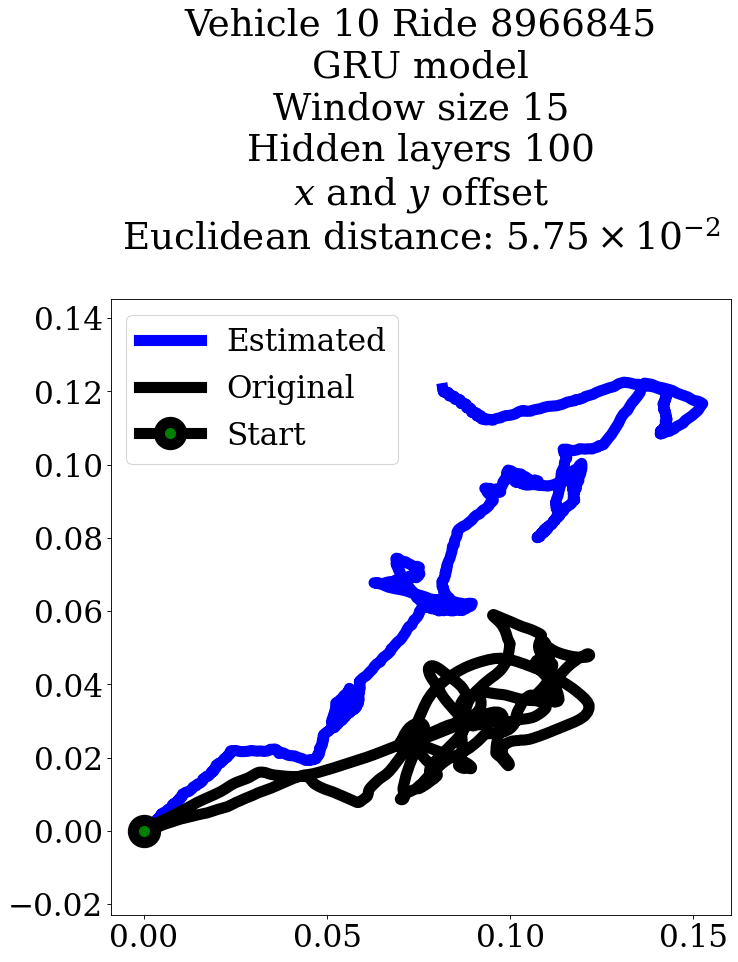 Vehicle 10 Ride 8966845
GRU model
Window size 15
Hidden layers 100
x and y offset
Euclidean distance: 5.75 × 10⁻²
Estimated
Original
Start
0.14
0.12
0.10
0.08
0.06
0.04
0.02
0.00
−0.02
0.00 0.05 0.10 0.15